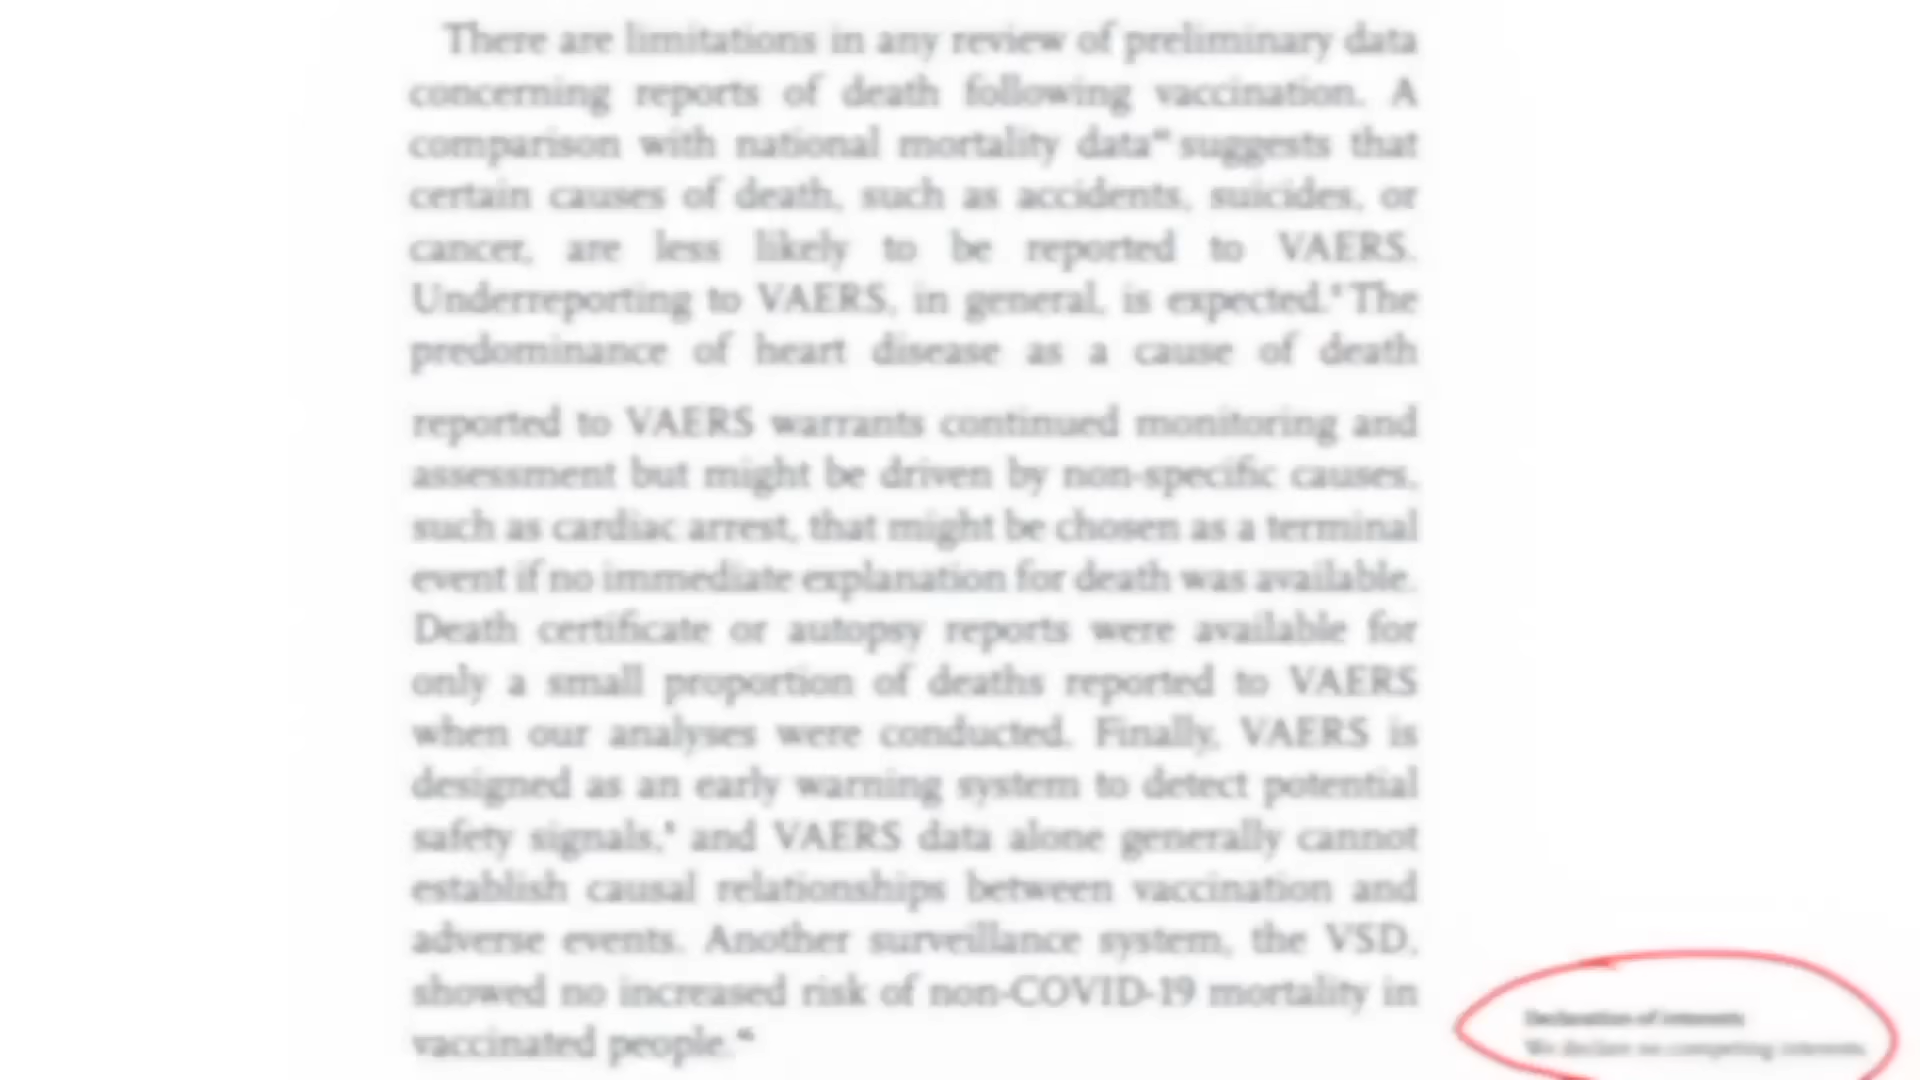 There are limitations in any review of preliminary data
concerning reports of death following vaccination. A
comparison with national mortality data suggests that
certain causes of death, such as accidents, suicides, or
cancer, are less likely to be reported to VAERS.
Underreporting to VAERS, in general, is expected. The
predominance of heart disease as a cause of death
reported to VAERS warrants continued monitoring and
assessment but might be driven by non-specific causes,
such as cardiac arrest, that might be chosen as a terminal
event if no immediate explanation for death was available.
Death certificate or autopsy reports were available for
only a small proportion of deaths reported to VAERS
when our analyses were conducted. Finally, VAERS is
designed as an early warning system to detect potential
safety signals, and VAERS data alone generally cannot
establish causal relationships between vaccination and
adverse events. Another surveillance system, the VSD,
showed no increased risk of non-COVID-19 mortality in
vaccinated people.
Declaration of interests
We declare no competing interests.